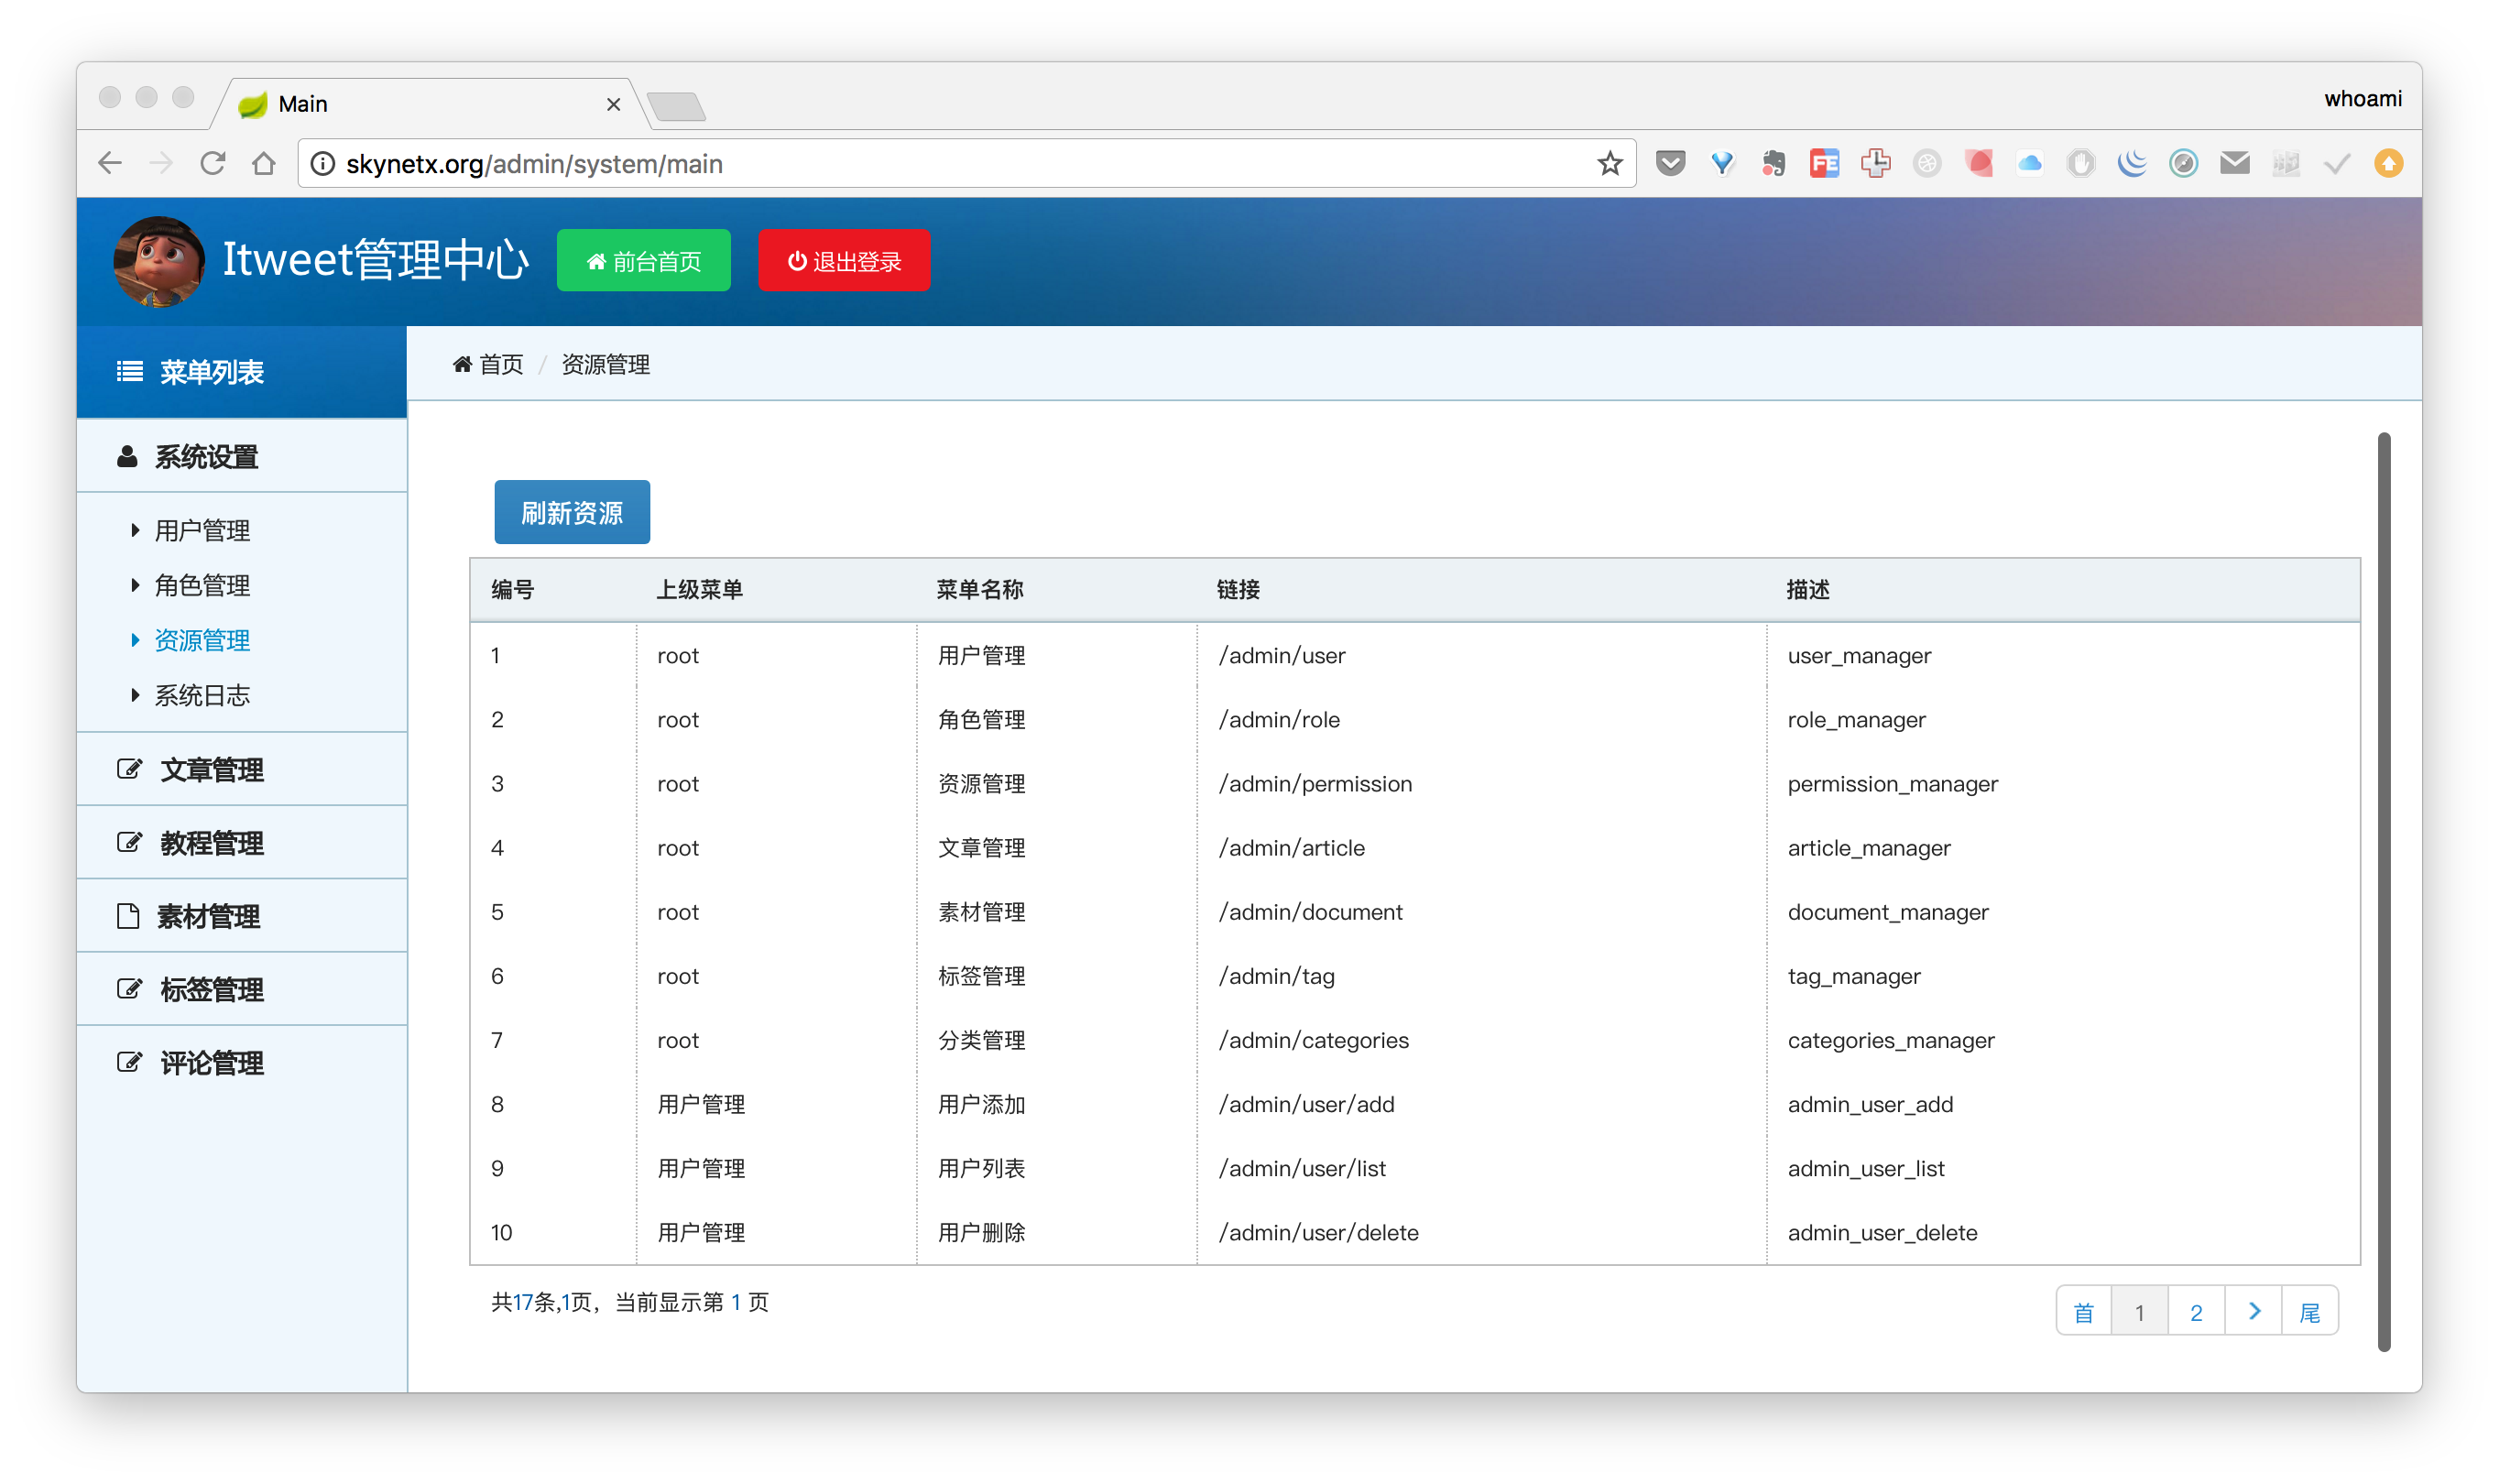 Main
whoami
skynetx.org/admin/system/main
FE
Itweet管理中心 前台首页 退出登录
菜单列表
首页 / 资源管理
系统设置
用户管理
角色管理
资源管理
系统日志
文章管理
教程管理
素材管理
标签管理
评论管理
刷新资源
编号 上级菜单 菜单名称 链接 描述
1 root 用户管理 /admin/user user_manager
2 root 角色管理 /admin/role role_manager
3 root 资源管理 /admin/permission permission_manager
4 root 文章管理 /admin/article article_manager
5 root 素材管理 /admin/document document_manager
6 root 标签管理 /admin/tag tag_manager
7 root 分类管理 /admin/categories categories_manager
8 用户管理 用户添加 /admin/user/add admin_user_add
9 用户管理 用户列表 /admin/user/list admin_user_list
10 用户管理 用户删除 /admin/user/delete admin_user_delete
共17条,1页，当前显示第 1 页
首 1 2 > 尾